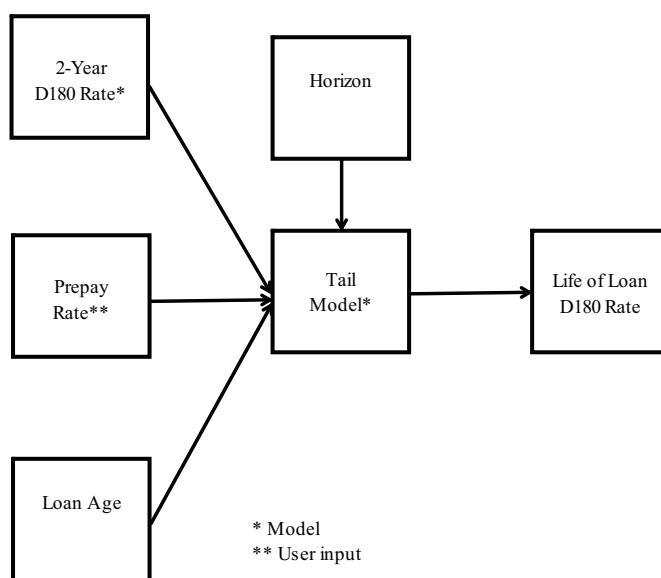 2-Year
D180 Rate*
Horizon
Prepay
Rate**
Tail
Model*
Life of Loan
D180 Rate
Loan Age
* Model
** User input